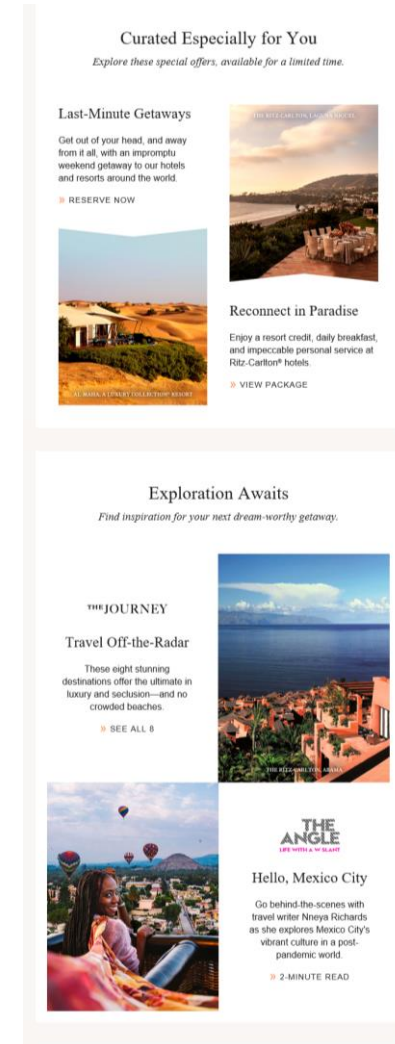 Curated Especially for You
Explore these special offers, available for a limited time.
Last-Minute Getaways
Get out of your head, and away
from it all, with an impromptu
weekend getaway to our hotels
and resorts around the world.
» RESERVE NOW
AL MAHA, A LUXURY COLLECTION RESORT
THE RITZ-CARLTON, LAGUNA NIGUEL
Reconnect in Paradise
Enjoy a resort credit, daily breakfast,
and impeccable personal service at
Ritz-Carlton® hotels.
» VIEW PACKAGE
Exploration Awaits
Find inspiration for your next dream-worthy getaway.
THE JOURNEY
Travel Off-the-Radar
These eight stunning
destinations offer the ultimate in
luxury and seclusion—and no
crowded beaches.
» SEE ALL 8
THE RITZ-CARLTON, ABAMA
THE
ANGLE
LIFE WITH A W SLANT
Hello, Mexico City
Go behind-the-scenes with
travel writer Nneya Richards
as she explores Mexico City's
vibrant culture in a post-
pandemic world.
» 2-MINUTE READ